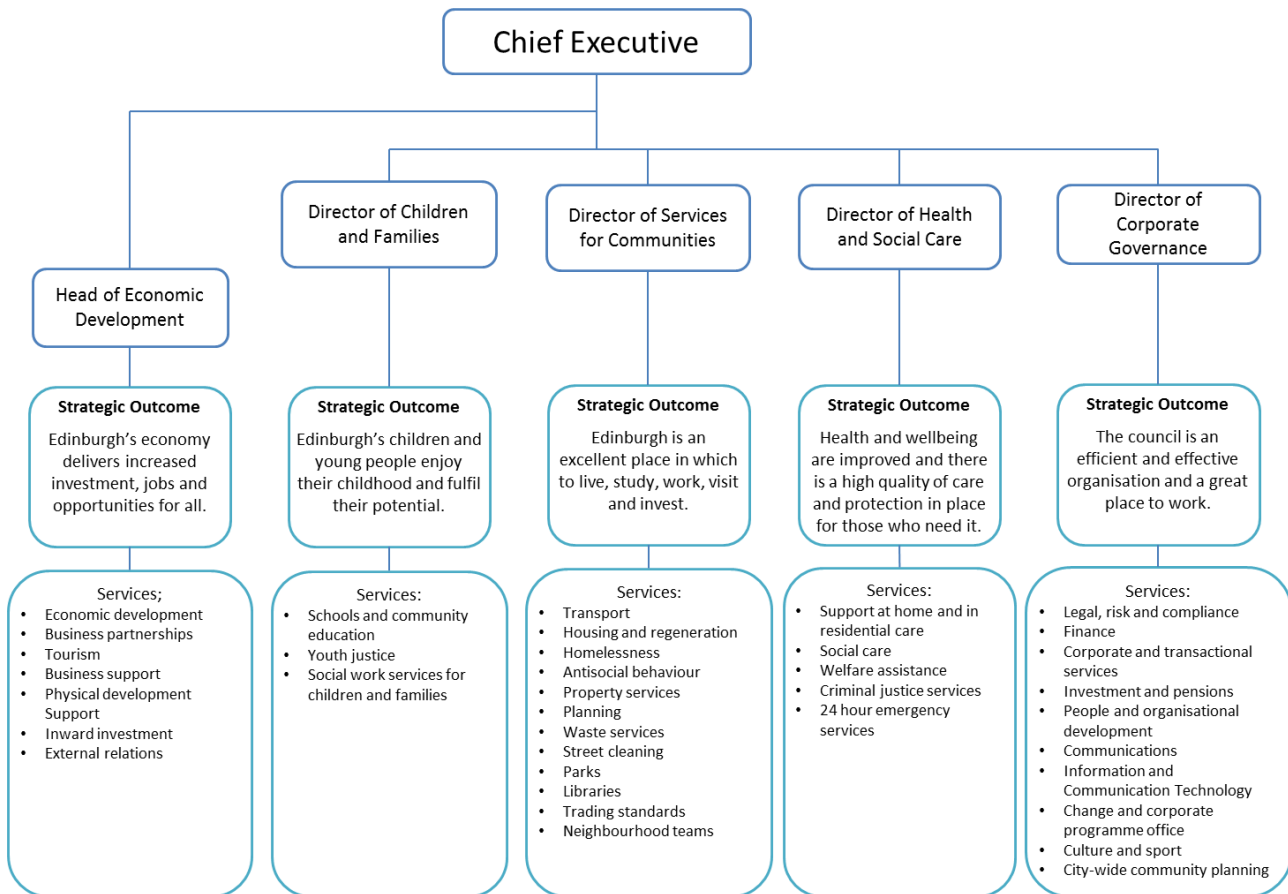 Chief Executive
Director of Children
and Families
Director of Services
for Communities
Director of Health
and Social Care
Director of
Corporate
Governance
Head of Economic
Development
Strategic Outcome
Edinburgh’s economy
delivers increased
investment, jobs and
opportunities for all.
Strategic Outcome
Edinburgh’s children and
young people enjoy
their childhood and fulfil
their potential.
Strategic Outcome
Edinburgh is an
excellent place in which
to live, study, work, visit
and invest.
Strategic Outcome
Health and wellbeing
are improved and there
is a high quality of care
and protection in place
for those who need it.
Strategic Outcome
The council is an
efficient and effective
organisation and a great
place to work.
Services;
• Economic development
• Business partnerships
• Tourism
• Business support
• Physical development
Support
• Inward investment
• External relations
Services:
• Schools and community
education
• Youth justice
• Social work services for
children and families
Services:
• Transport
• Housing and regeneration
• Homelessness
• Antisocial behaviour
• Property services
• Planning
• Waste services
• Street cleaning
• Parks
• Libraries
• Trading standards
• Neighbourhood teams
Services:
• Support at home and in
residential care
• Social care
• Welfare assistance
• Criminal justice services
• 24 hour emergency
services
Services:
• Legal, risk and compliance
• Finance
• Corporate and transactional
services
• Investment and pensions
• People and organisational
development
• Communications
• Information and
Communication Technology
• Change and corporate
programme office
• Culture and sport
• City-wide community planning